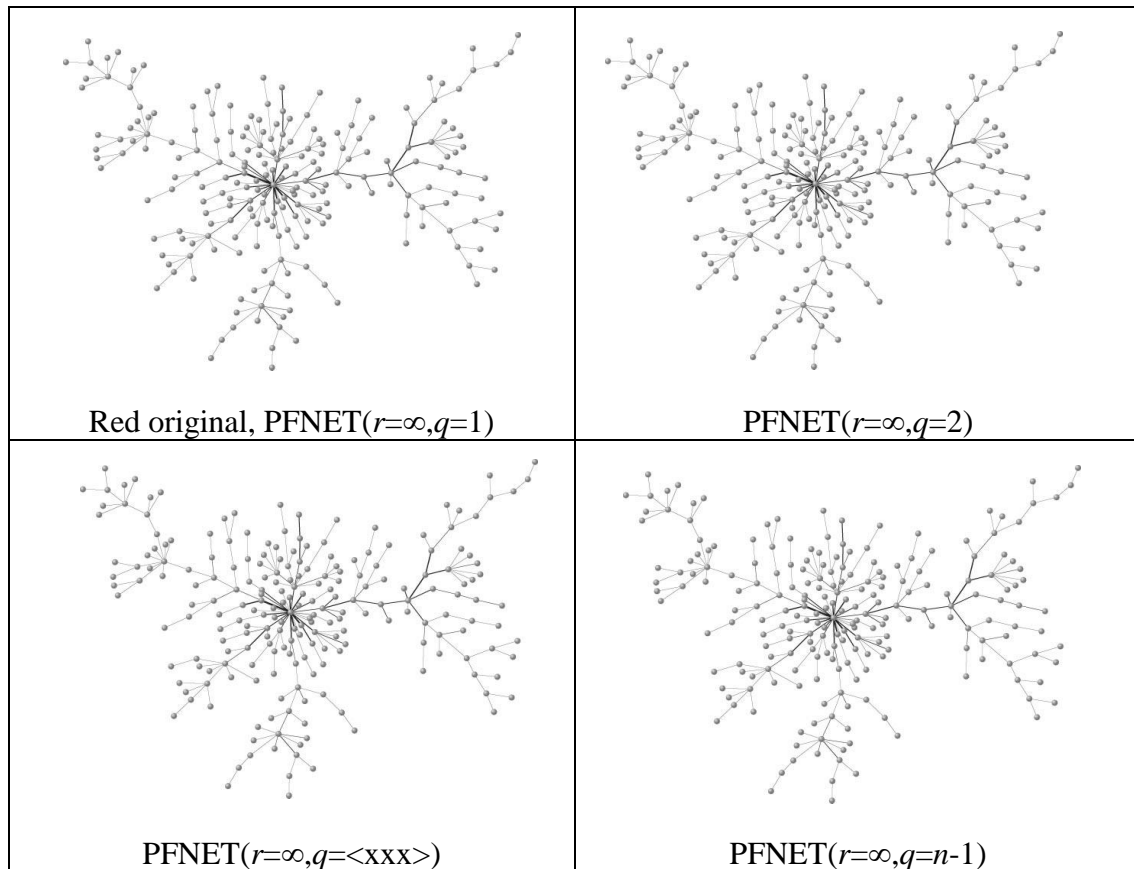 Red original, PFNET(r=∞,q=1)
PFNET(r=∞,q=2)
PFNET(r=∞,q=<xxx>)
PFNET(r=∞,q=n-1)